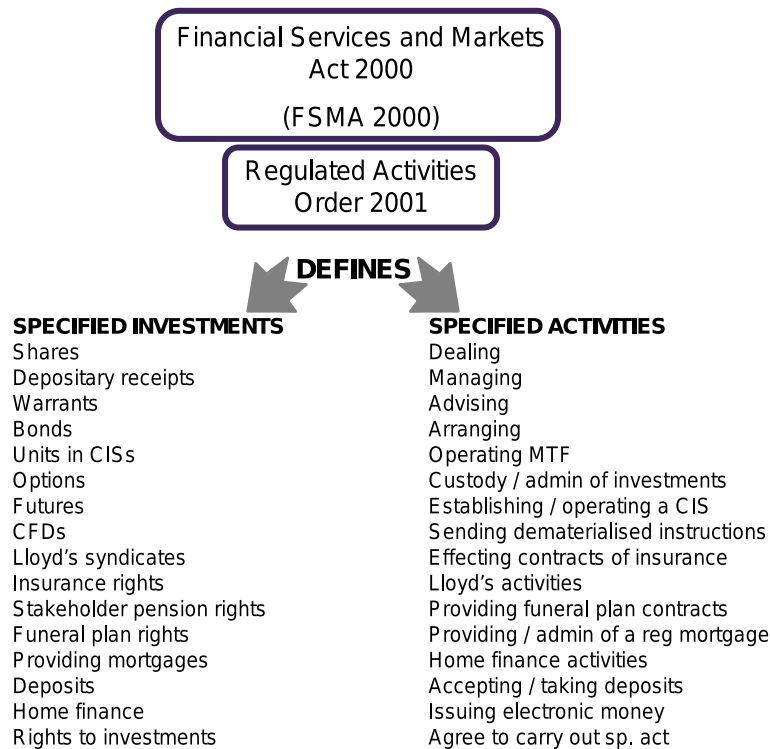 Financial Services and Markets
Act 2000
(FSMA 2000)
Regulated Activities
Order 2001
DEFINES
SPECIFIED INVESTMENTS
Shares
Depositary receipts
Warrants
Bonds
Units in CISs
Options
Futures
CFDs
Lloyd's syndicates
Insurance rights
Stakeholder pension rights
Funeral plan rights
Providing mortgages
Deposits
Home finance
Rights to investments
SPECIFIED ACTIVITIES
Dealing
Managing
Advising
Arranging
Operating MTF
Custody / admin of investments
Establishing / operating a CIS
Sending dematerialised instructions
Effecting contracts of insurance
Lloyd's activities
Providing funeral plan contracts
Providing / admin of a reg mortgage
Home finance activities
Accepting / taking deposits
Issuing electronic money
Agree to carry out sp. act